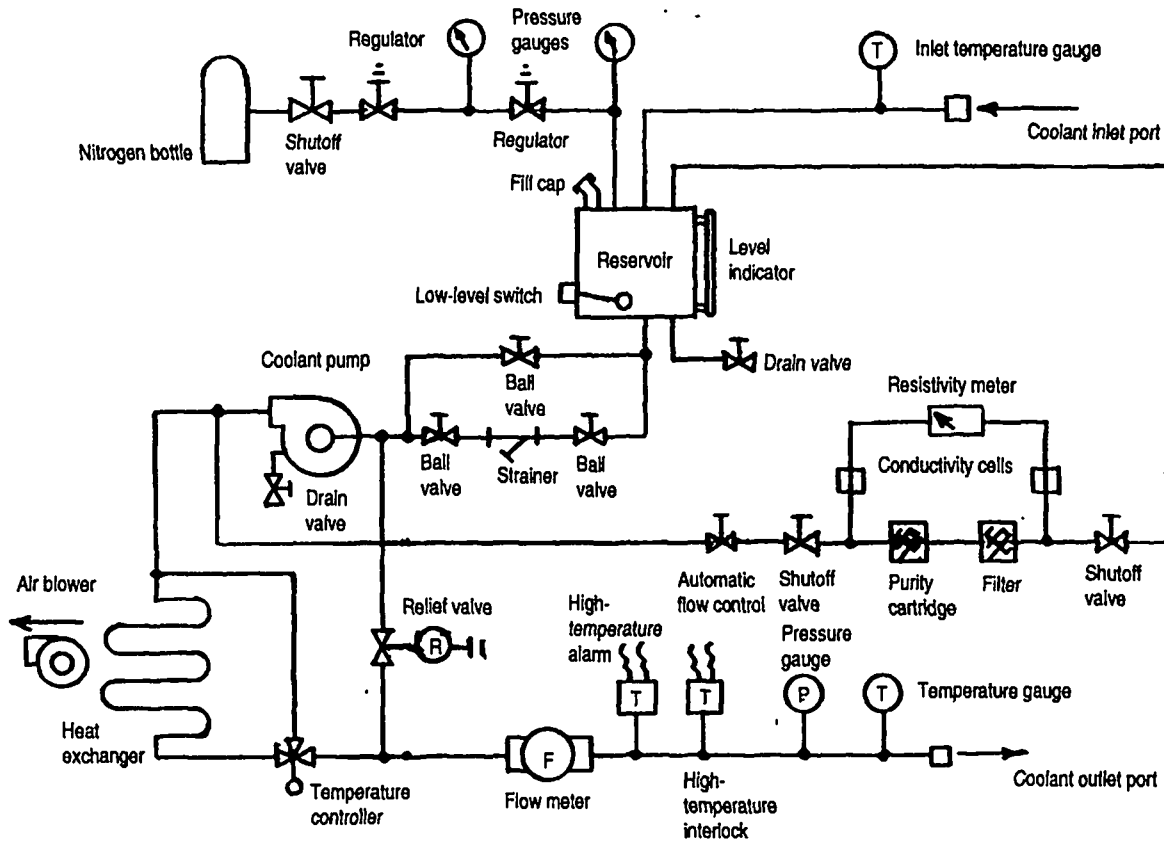 Pressure
gauges
Regulator
T
Inlet temperature gauge
Coolant inlet port
Nitrogen bottle
Shutoff
valve
Regulator
Fill cap
Reservoir
Level
indicator
Low-level switch
Coolant pump
Ball
valve
Drain valve
Resistivity meter
Conductivity cells
Ball
valve
Strainer
Ball
valve
Drain
valve
Air blower
Automatic
flow control
Shutoff
valve
Purity
cartridge
Filter
Shutoff
valve
Relief valve
R
High-
temperature
alarm
Pressure
gauge
T
T
P
T
Temperature gauge
Heat
exchanger
Temperature
controller
F
Flow meter
High-
temperature
interlock
Coolant outlet port